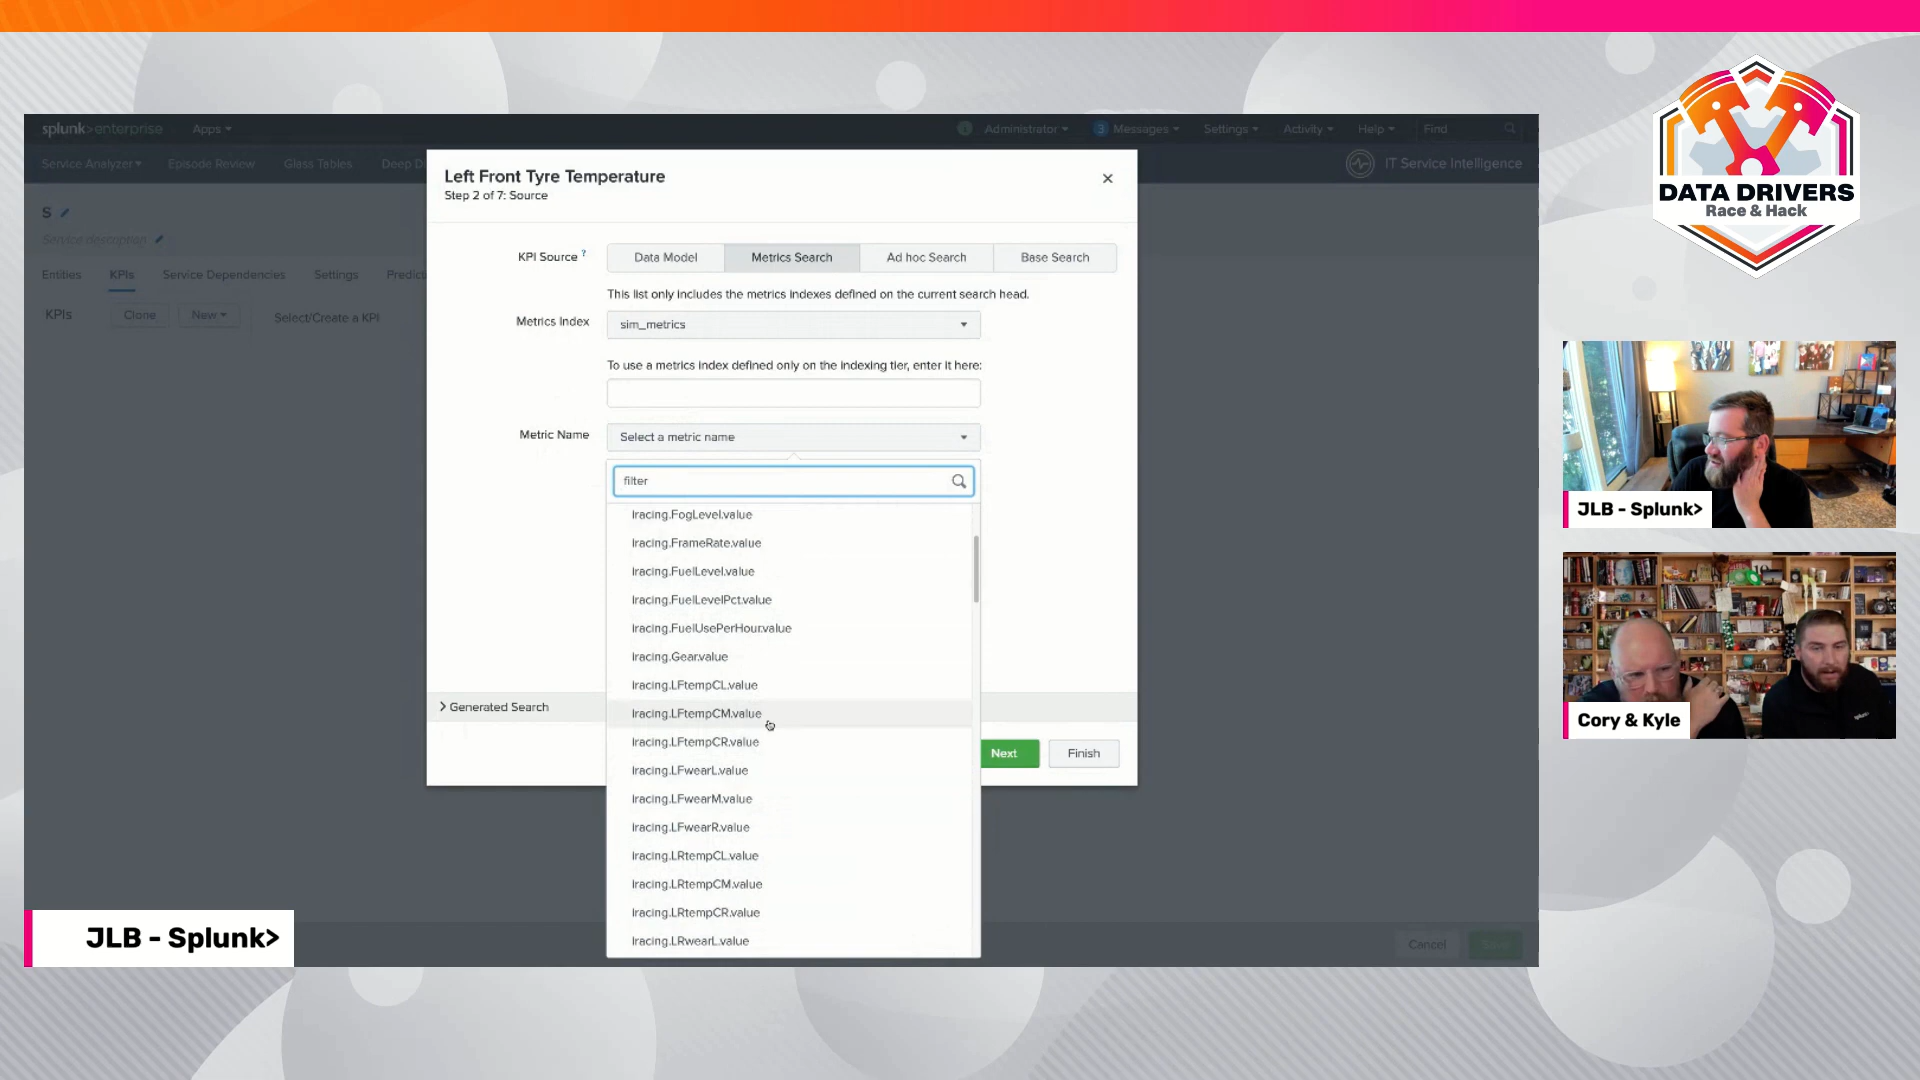 splunk>enterprise Apps Administrator 3 Messages Settings Activity Help Find
Service Analyzer Episode Review Glass Tables Deep D IT Service Intelligence
S
Service description
Entities KPIs Service Dependencies Settings Predict
KPIs Clone New Select/Create a KPI
Left Front Tyre Temperature
Step 2 of 7: Source
KPI Source ? Data Model Metrics Search Ad hoc Search Base Search
This list only includes the metrics indexes defined on the current search head.
Metrics Index sim_metrics
To use a metrics index defined only on the indexing tier, enter it here:
Metric Name Select a metric name
filter
Iracing.FogLevel.value
Iracing.FrameRate.value
Iracing.FuelLevel.value
Iracing.FuelLevelPct.value
Iracing.FuelUsePerHour.value
Iracing.Gear.value
Iracing.LFtempCL.value
Iracing.LFtempCM.value
Iracing.LFtempCR.value
Iracing.LFwearL.value
Iracing.LFwearM.value
Iracing.LFwearR.value
Iracing.LRtempCL.value
Iracing.LRtempCM.value
Iracing.LRtempCR.value
Iracing.LRwearL.value
Generated Search
Next Finish
Cancel Save
DATA DRIVERS
Race & Hack
JLB - Splunk>
Cory & Kyle
JLB - Splunk>